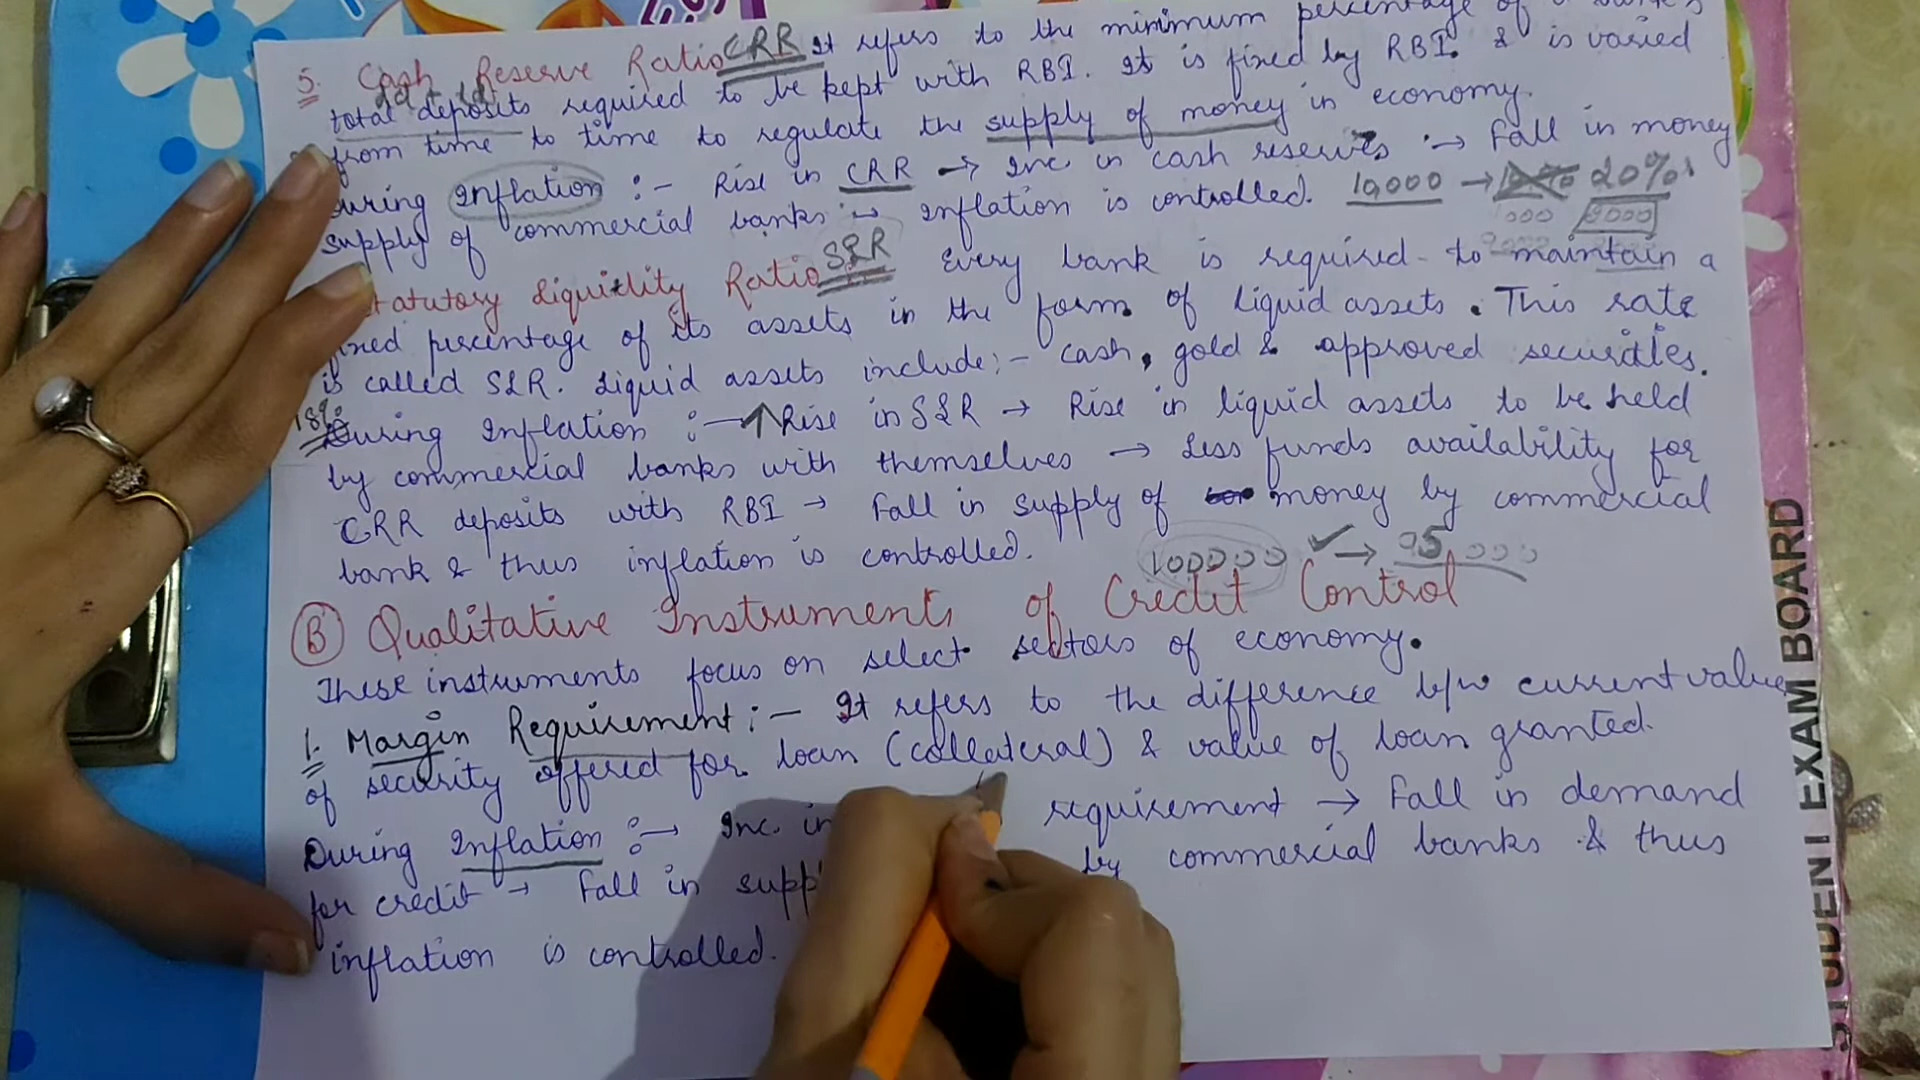 5. Cash Reserve Ratio CRR It refers to the minimum percentage of
total deposits required to be kept with RBI. It is fixed by RBI. & is varied
from time to time to regulate the supply of money in economy.
During Inflation :- Rise in CRR → Inc. in cash reserves → Fall in money
supply of commercial banks → Inflation is controlled. 10,000 → 20%
1000 8000
tatutory Liquidity Ratio SLR Every bank is required to maintain a
fixed percentage of its assets in the form of liquid assets. This rate
is called SLR. Liquid assets include:- cash, gold & approved securities.
18%
During Inflation :→ ↑ Rise in SLR → Rise in liquid assets to be held
by commercial banks with themselves → Less funds availability for
CRR deposits with RBI → Fall in supply of money by commercial
bank & thus inflation is controlled.
100000 ✓ → 95,000
B Qualitative Instruments of Credit Control
These instruments focus on select sectors of economy.
1. Margin Requirement :- It refers to the difference b/w current value
of security offered for loan (collateral) & value of loan granted.
During Inflation :→ Inc. in requirement → Fall in demand
for credit → Fall in supp by commercial banks & thus
inflation is controlled.
STUDENT EXAM BOARD